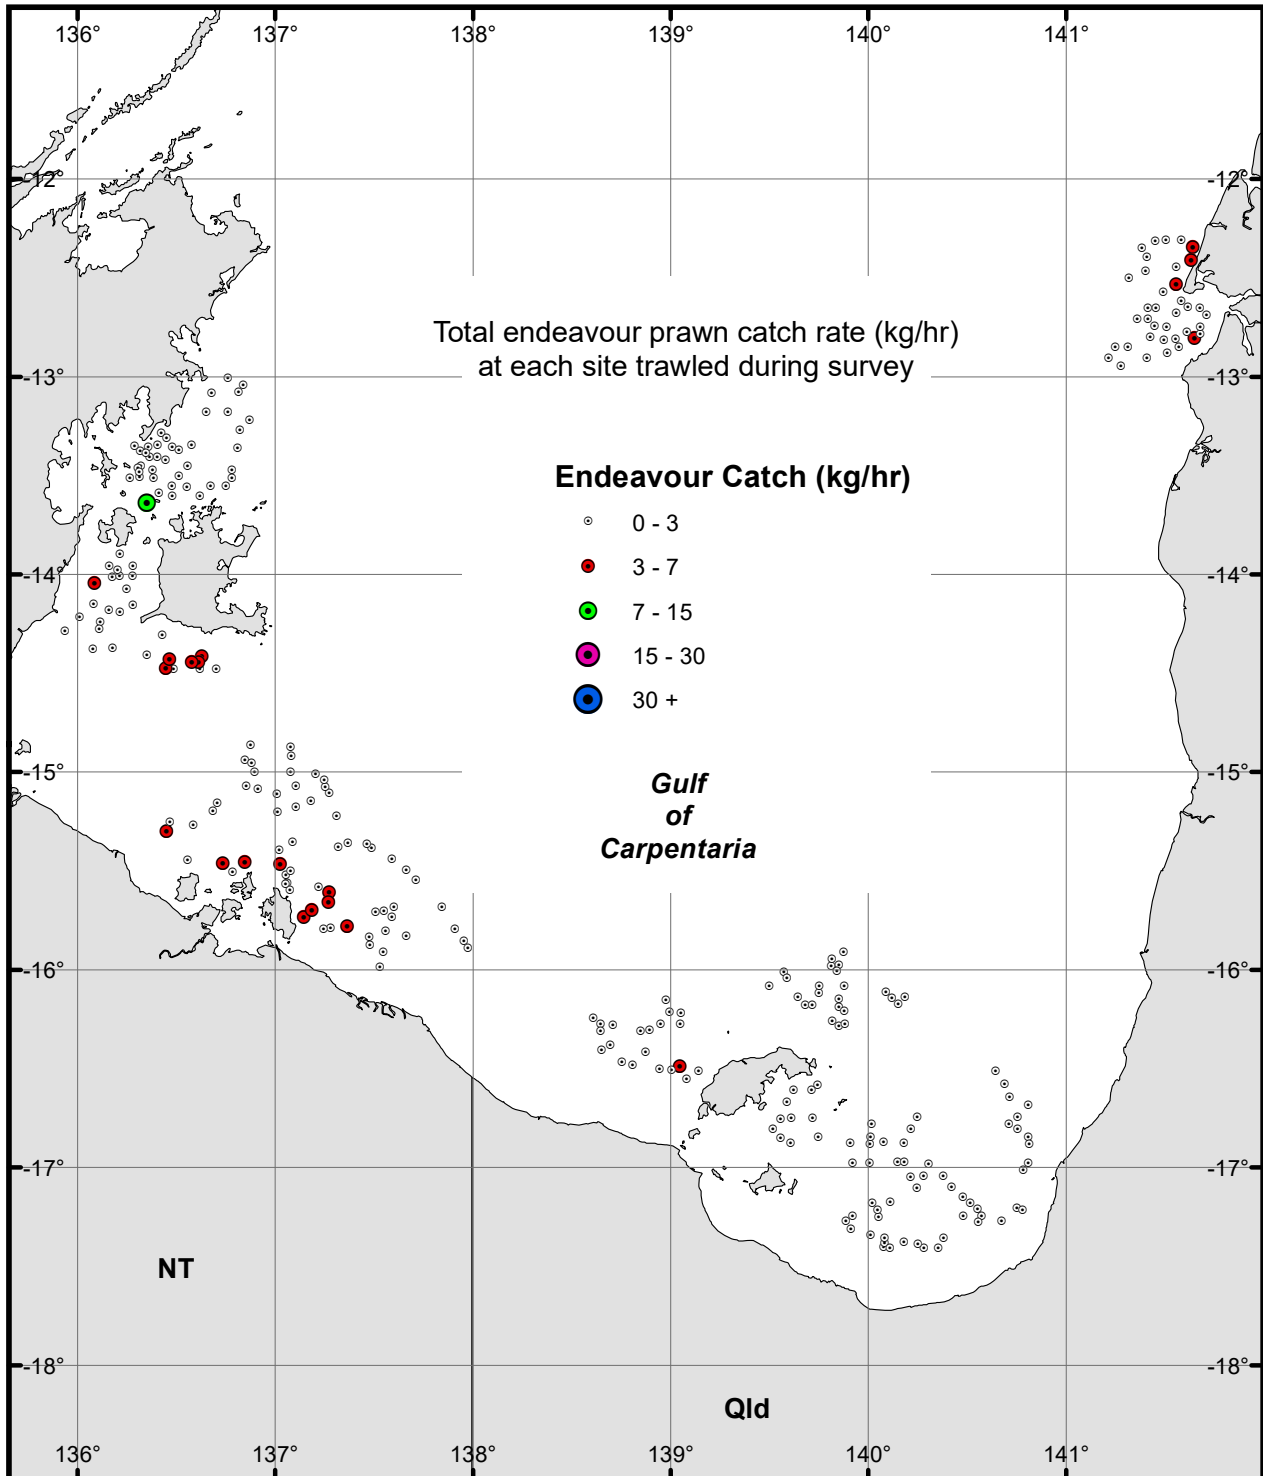 136° 137° 138° 139° 140° 141°
-12° -12°
Total endeavour prawn catch rate (kg/hr)
at each site trawled during survey
-13° -13°
Endeavour Catch (kg/hr)
0 - 3
3 - 7
-14° -14°
7 - 15
15 - 30
30 +
-15° -15°
Gulf
of
Carpentaria
-16° -16°
-17° -17°
NT
-18° -18°
Qld
136° 137° 138° 139° 140° 141°